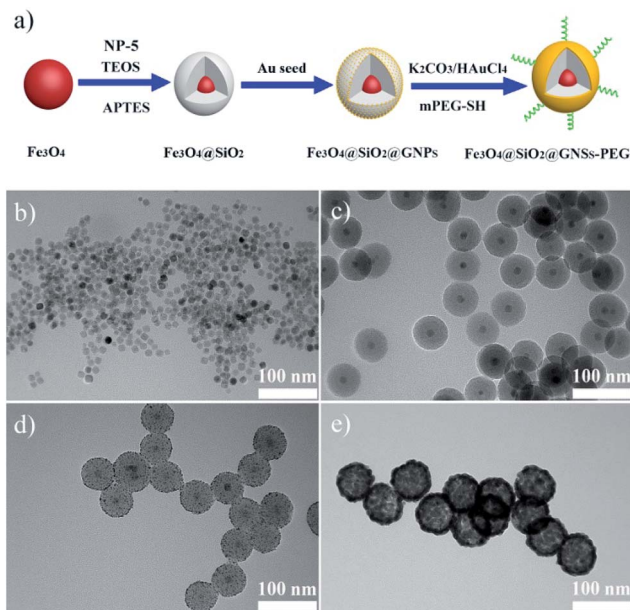 a)
NP-5
TEOS
APTES
Au seed
K₂CO₃/HAuCl₄
mPEG-SH
Fe₃O₄
Fe₃O₄@SiO₂
Fe₃O₄@SiO₂@GNPs
Fe₃O₄@SiO₂@GNSs-PEG
b)
100 nm
c)
100 nm
d)
100 nm
e)
100 nm